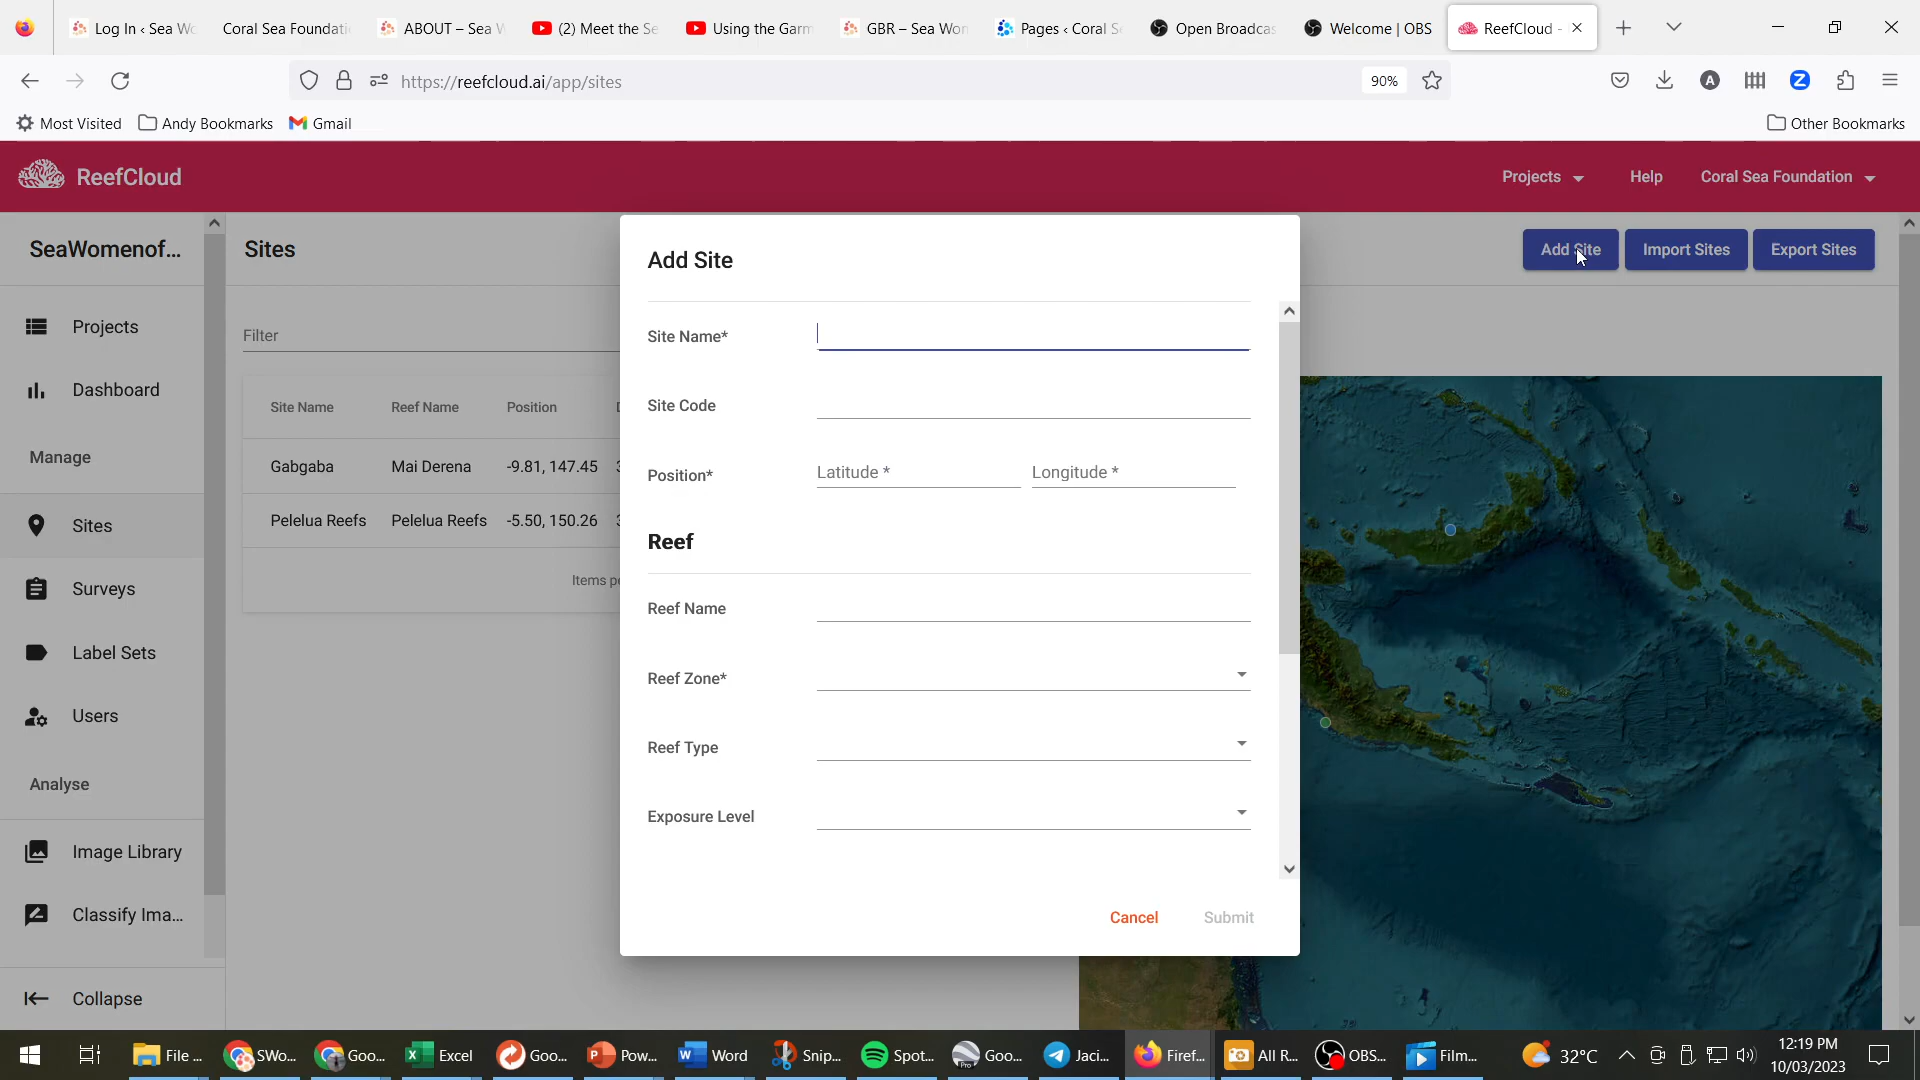 Log In ‹ Sea Wo
Coral Sea Foundati
ABOUT – Sea W
(2) Meet the Se
Using the Garm
GBR – Sea Wom
Pages ‹ Coral S
Open Broadcas
Welcome | OBS
ReefCloud -
https://reefcloud.ai/app/sites
90%
Most Visited
Andy Bookmarks
Gmail
Other Bookmarks
ReefCloud
Projects
Help
Coral Sea Foundation
SeaWomenof...
Sites
Add Site
Import Sites
Export Sites
Projects
Dashboard
Manage
Sites
Surveys
Label Sets
Users
Analyse
Image Library
Classify Ima...
Collapse
Filter
Site Name Reef Name Position
Gabgaba Mai Derena -9.81, 147.45
Pelelua Reefs Pelelua Reefs -5.50, 150.26
Items pe
Add Site
Site Name*
Site Code
Position* Latitude * Longitude *
Reef
Reef Name
Reef Zone*
Reef Type
Exposure Level
Cancel Submit
File ...
SWo...
Goo...
Excel
Goo...
Pow...
Word
Snip...
Spot...
Goo...
Jaci...
Firef...
All R...
OBS...
Film...
32°C
12:19 PM
10/03/2023